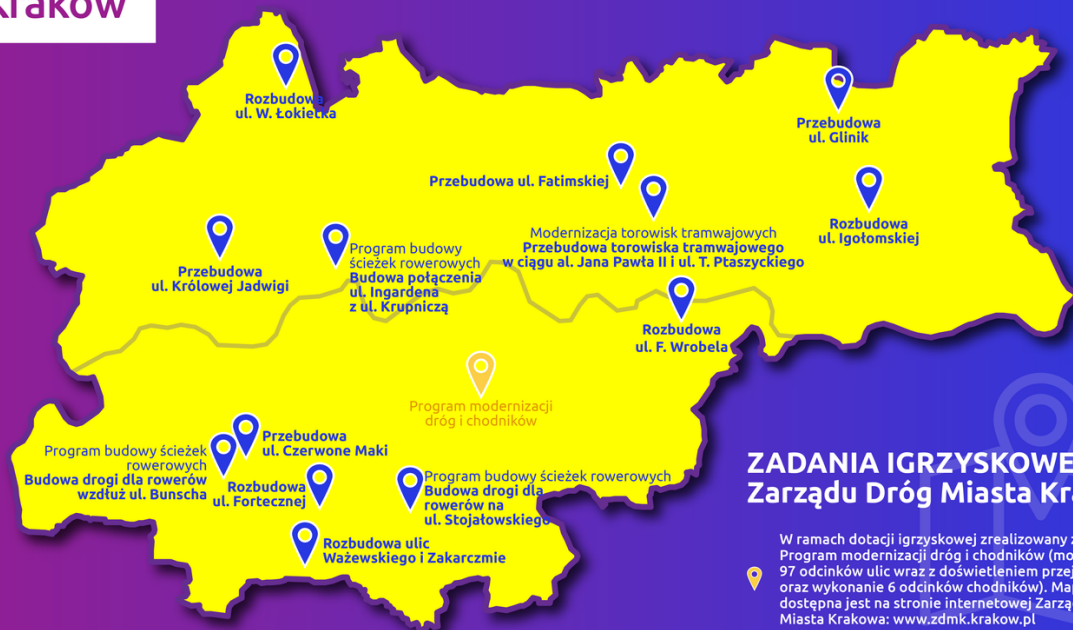 Kraków
Rozbudowa
ul. W. Łokietka
Przebudowa
ul. Glinik
Przebudowa ul. Fatimskiej
Rozbudowa
ul. Igołomskiej
Modernizacja torowisk tramwajowych
Przebudowa torowiska tramwajowego
w ciągu al. Jana Pawła II i ul. T. Ptaszyckiego
Przebudowa
ul. Królowej Jadwigi
Program budowy
ścieżek rowerowych
Budowa połączenia
ul. Ingardena
z ul. Krupniczą
Rozbudowa
ul. F. Wrobela
Program modernizacji
dróg i chodników
Przebudowa
ul. Czerwone Maki
Program budowy ścieżek
rowerowych
Budowa drogi dla rowerów
wzdłuż ul. Bunscha
Rozbudowa
ul. Fortecznej
Program budowy ścieżek rowerowych
Budowa drogi dla
rowerów na
ul. Stojałowskiego
Rozbudowa ulic
Ważewskiego i Zakarczmie
ZADANIA IGRZYSKOWE
Zarządu Dróg Miasta Kra
W ramach dotacji igrzyskowej zrealizowany z
Program modernizacji dróg i chodników (mo
97 odcinków ulic wraz z doświetleniem przej
oraz wykonanie 6 odcinków chodników). Ma
dostępna jest na stronie internetowej Zarząd
Miasta Krakowa: www.zdmk.krakow.pl